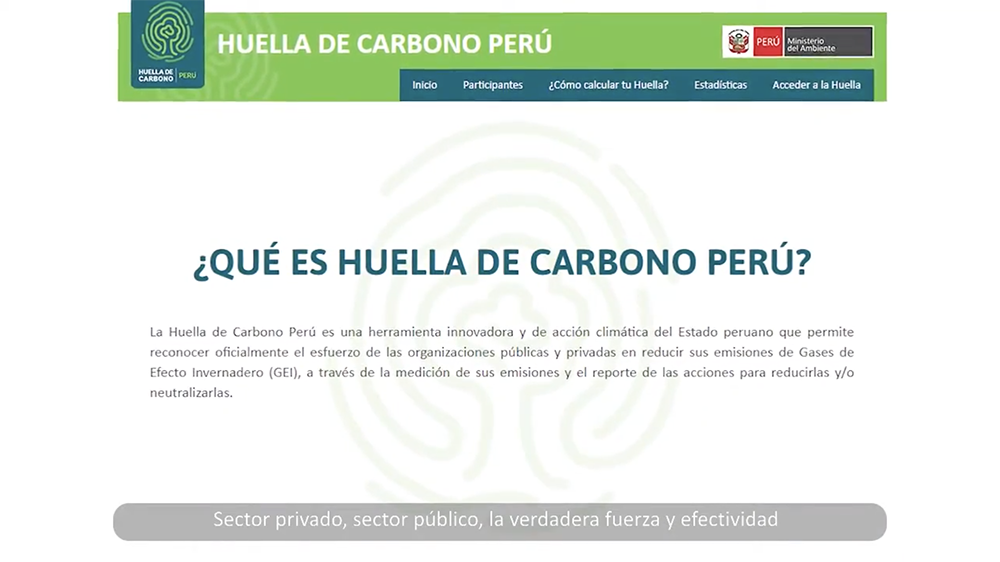 HUELLA DE
CARBONO PERÚ
HUELLA DE CARBONO PERÚ
PERÚ Ministerio
del Ambiente
Inicio Participantes ¿Cómo calcular tu Huella? Estadísticas Acceder a la Huella
¿QUÉ ES HUELLA DE CARBONO PERÚ?
La Huella de Carbono Perú es una herramienta innovadora y de acción climática del Estado peruano que permite
reconocer oficialmente el esfuerzo de las organizaciones públicas y privadas en reducir sus emisiones de Gases de
Efecto Invernadero (GEI), a través de la medición de sus emisiones y el reporte de las acciones para reducirlas y/o
neutralizarlas.
Sector privado, sector público, la verdadera fuerza y efectividad